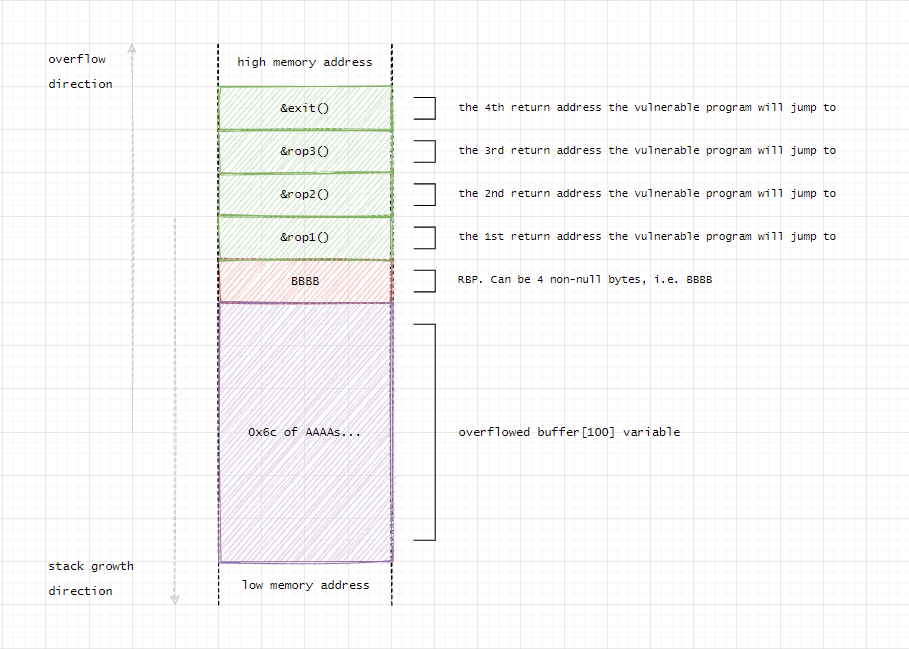 overflow
direction
high memory address
&exit()
the 4th return address the vulnerable program will jump to
&rop3()
the 3rd return address the vulnerable program will jump to
&rop2()
the 2nd return address the vulnerable program will jump to
&rop1()
the 1st return address the vulnerable program will jump to
BBBB
RBP. Can be 4 non-null bytes, i.e. BBBB
0x6c of AAAAs...
overflowed buffer[100] variable
stack growth
direction
low memory address